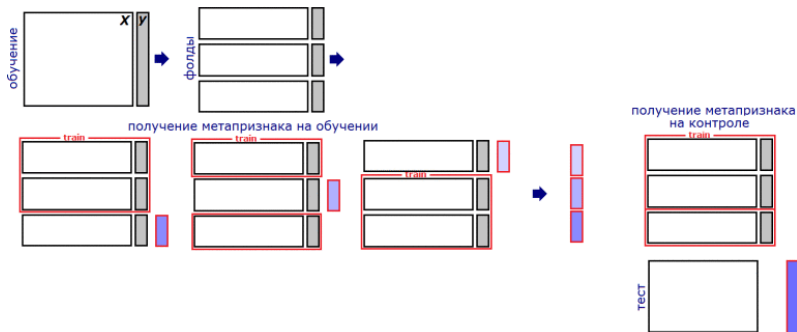 X y
обучение
фолды
получение метапризнака на обучении
train
train
train
получение метапризнака
на контроле
train
тест